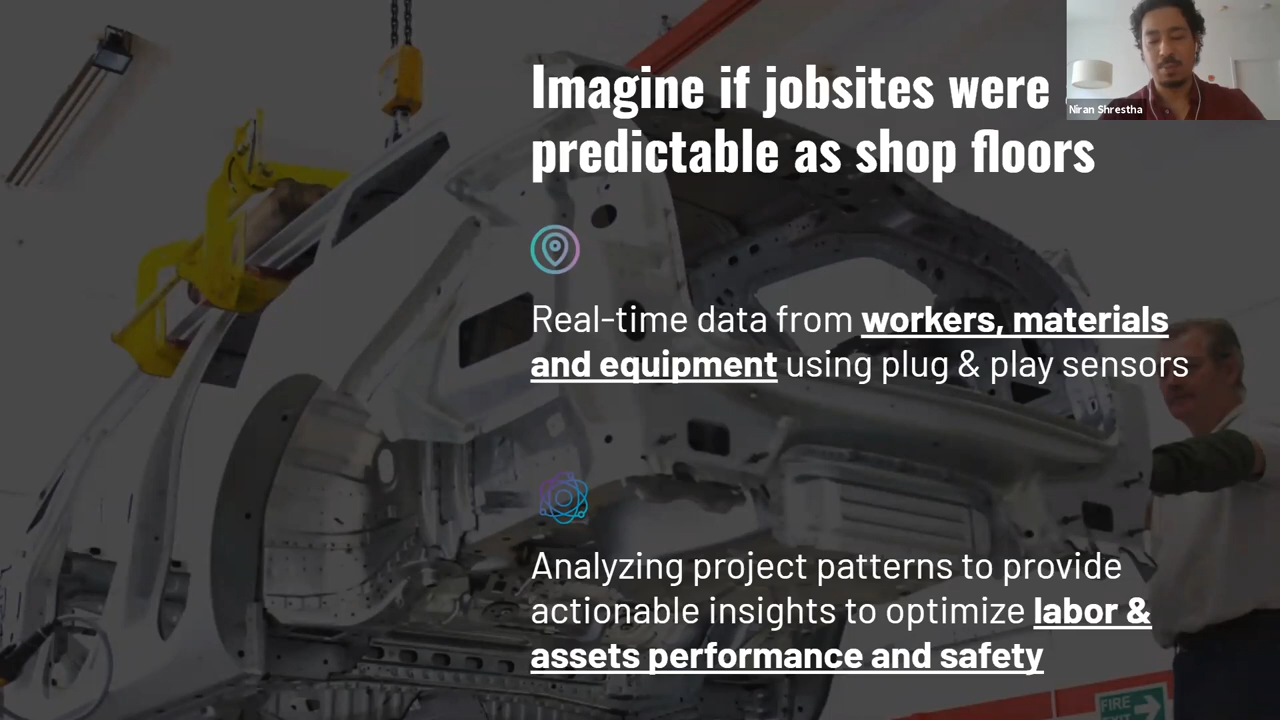 Imagine if jobsites were
predictable as shop floors
Niran Shrestha
Real-time data from workers, materials
and equipment using plug & play sensors
Analyzing project patterns to provide
actionable insights to optimize labor &
assets performance and safety
FIRE